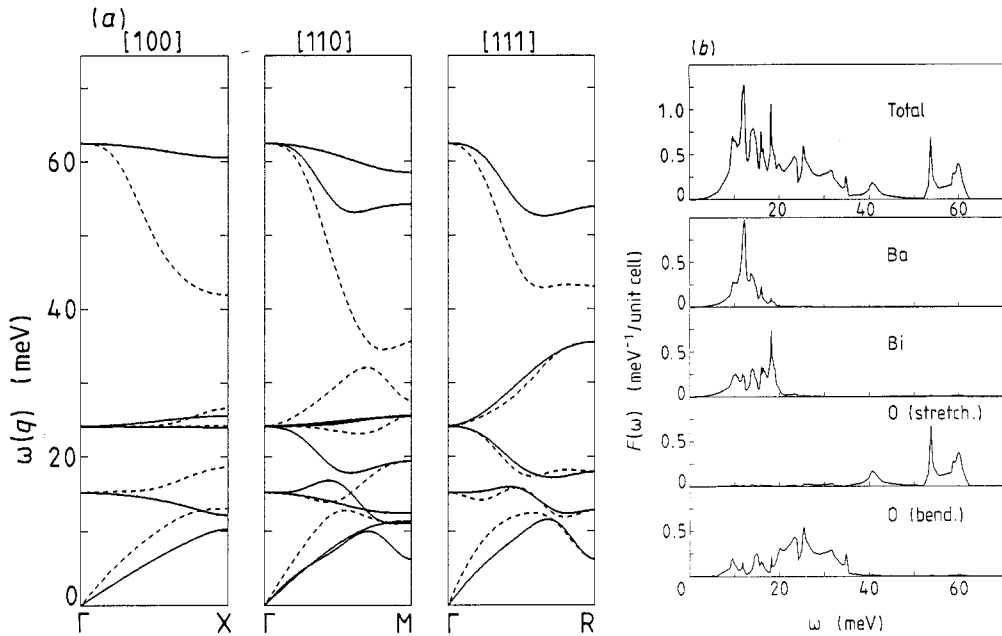 (a)
[100] [110] [111]
ω(q) (meV)
60
40
20
0
Γ X Γ M Γ R
(b)
F(ω) (meV⁻¹/unit cell)
Total
1.0
0.5
0
20 40 60
Ba
0.5
0
Bi
0.5
0
O (stretch.)
0.5
0
O (bend.)
0.5
0
20 40 60
ω (meV)